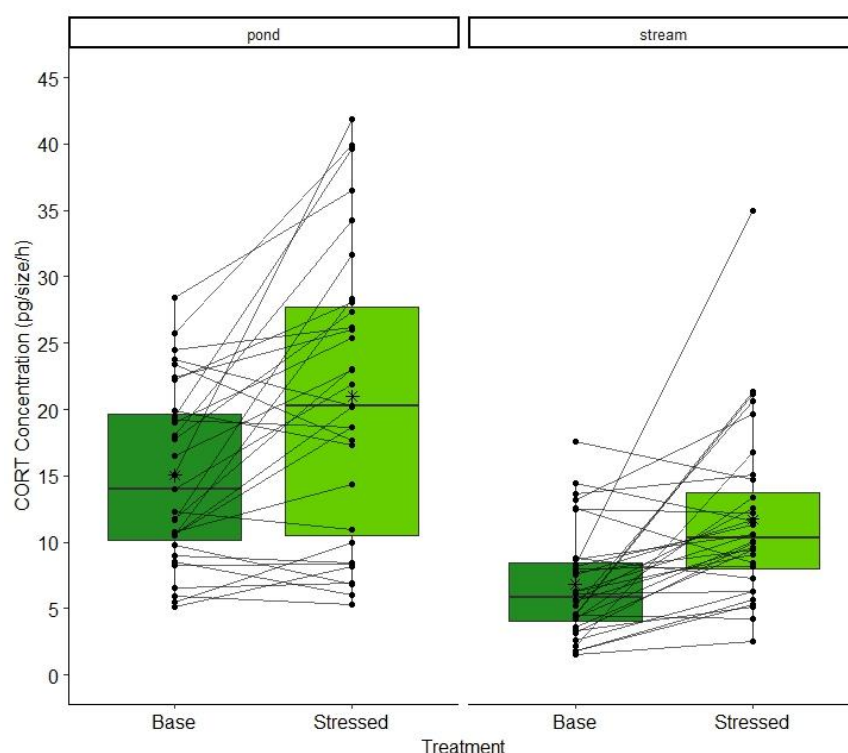 pond
stream
CORT Concentration (pg/size/h)
45
40
35
30
25
20
15
10
5
0
Base
Stressed
Base
Stressed
Treatment